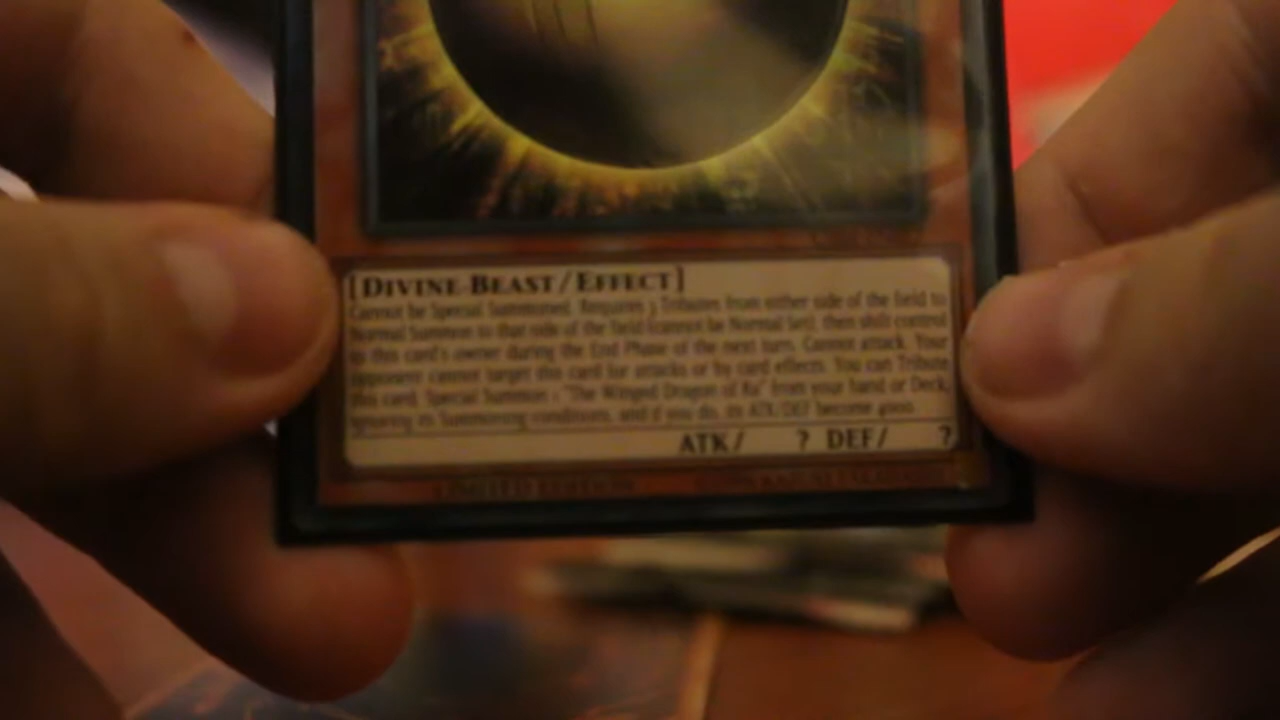 [DIVINE-BEAST/EFFECT]
Cannot be Special Summoned. Requires 3 Tributes from either side of the field to
Normal Summon to that side of the field (cannot be Normal Set), then shift control
to this card's owner during the End Phase of the next turn. Cannot attack. Your
opponent cannot target this card for attacks or by card effects. You can Tribute
this card; Special Summon 1 "The Winged Dragon of Ra" from your hand or Deck,
ignoring its Summoning conditions, and if you do, its ATK/DEF become 4000.
ATK/ ? DEF/ ?
LIMITED EDITION